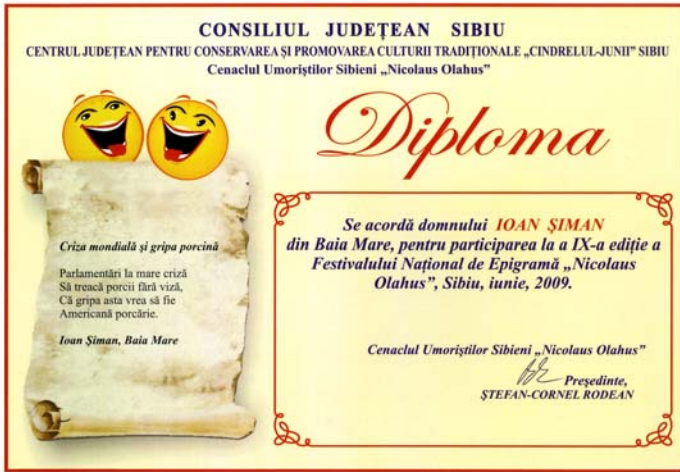 CONSILIUL JUDEȚEAN SIBIU
CENTRUL JUDEȚEAN PENTRU CONSERVAREA ȘI PROMOVAREA CULTURII TRADIȚIONALE „CINDRELUL-JUNII” SIBIU
Cenaclul Umoriștilor Sibieni „Nicolaus Olahus”
Diploma
Criza mondială și gripa porcină
Parlamentări la mare criză
Să treacă porcii fără viză,
Că gripa asta vrea să fie
Americană porcărie.
Ioan Șiman, Baia Mare
Se acordă domnului IOAN ȘIMAN
din Baia Mare, pentru participarea la a IX-a ediție a
Festivalului Național de Epigramă „Nicolaus
Olahus”, Sibiu, iunie, 2009.
Cenaclul Umoriștilor Sibieni „Nicolaus Olahus”
Președinte,
ȘTEFAN-CORNEL RODEAN